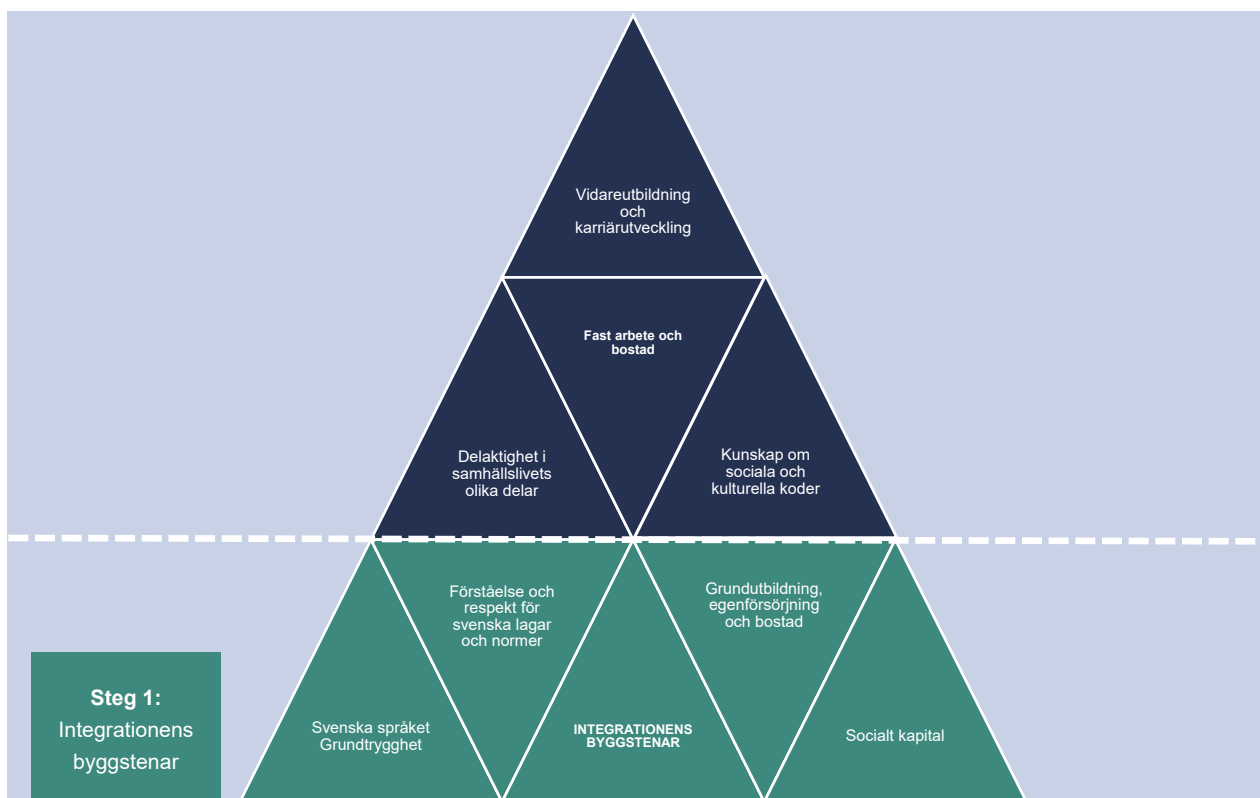 Vidareutbildning
och
karriärutveckling
Fast arbete och
bostad
Delaktighet i
samhällslivets
olika delar
Kunskap om
sociala och
kulturella koder
Förståelse och
respekt för
svenska lagar
och normer
Grundutbildning,
egenförsörjning
och bostad
Steg 1:
Integrationens
byggstenar
Svenska språket
Grundtrygghet
INTEGRATIONENS
BYGGSTENAR
Socialt kapital